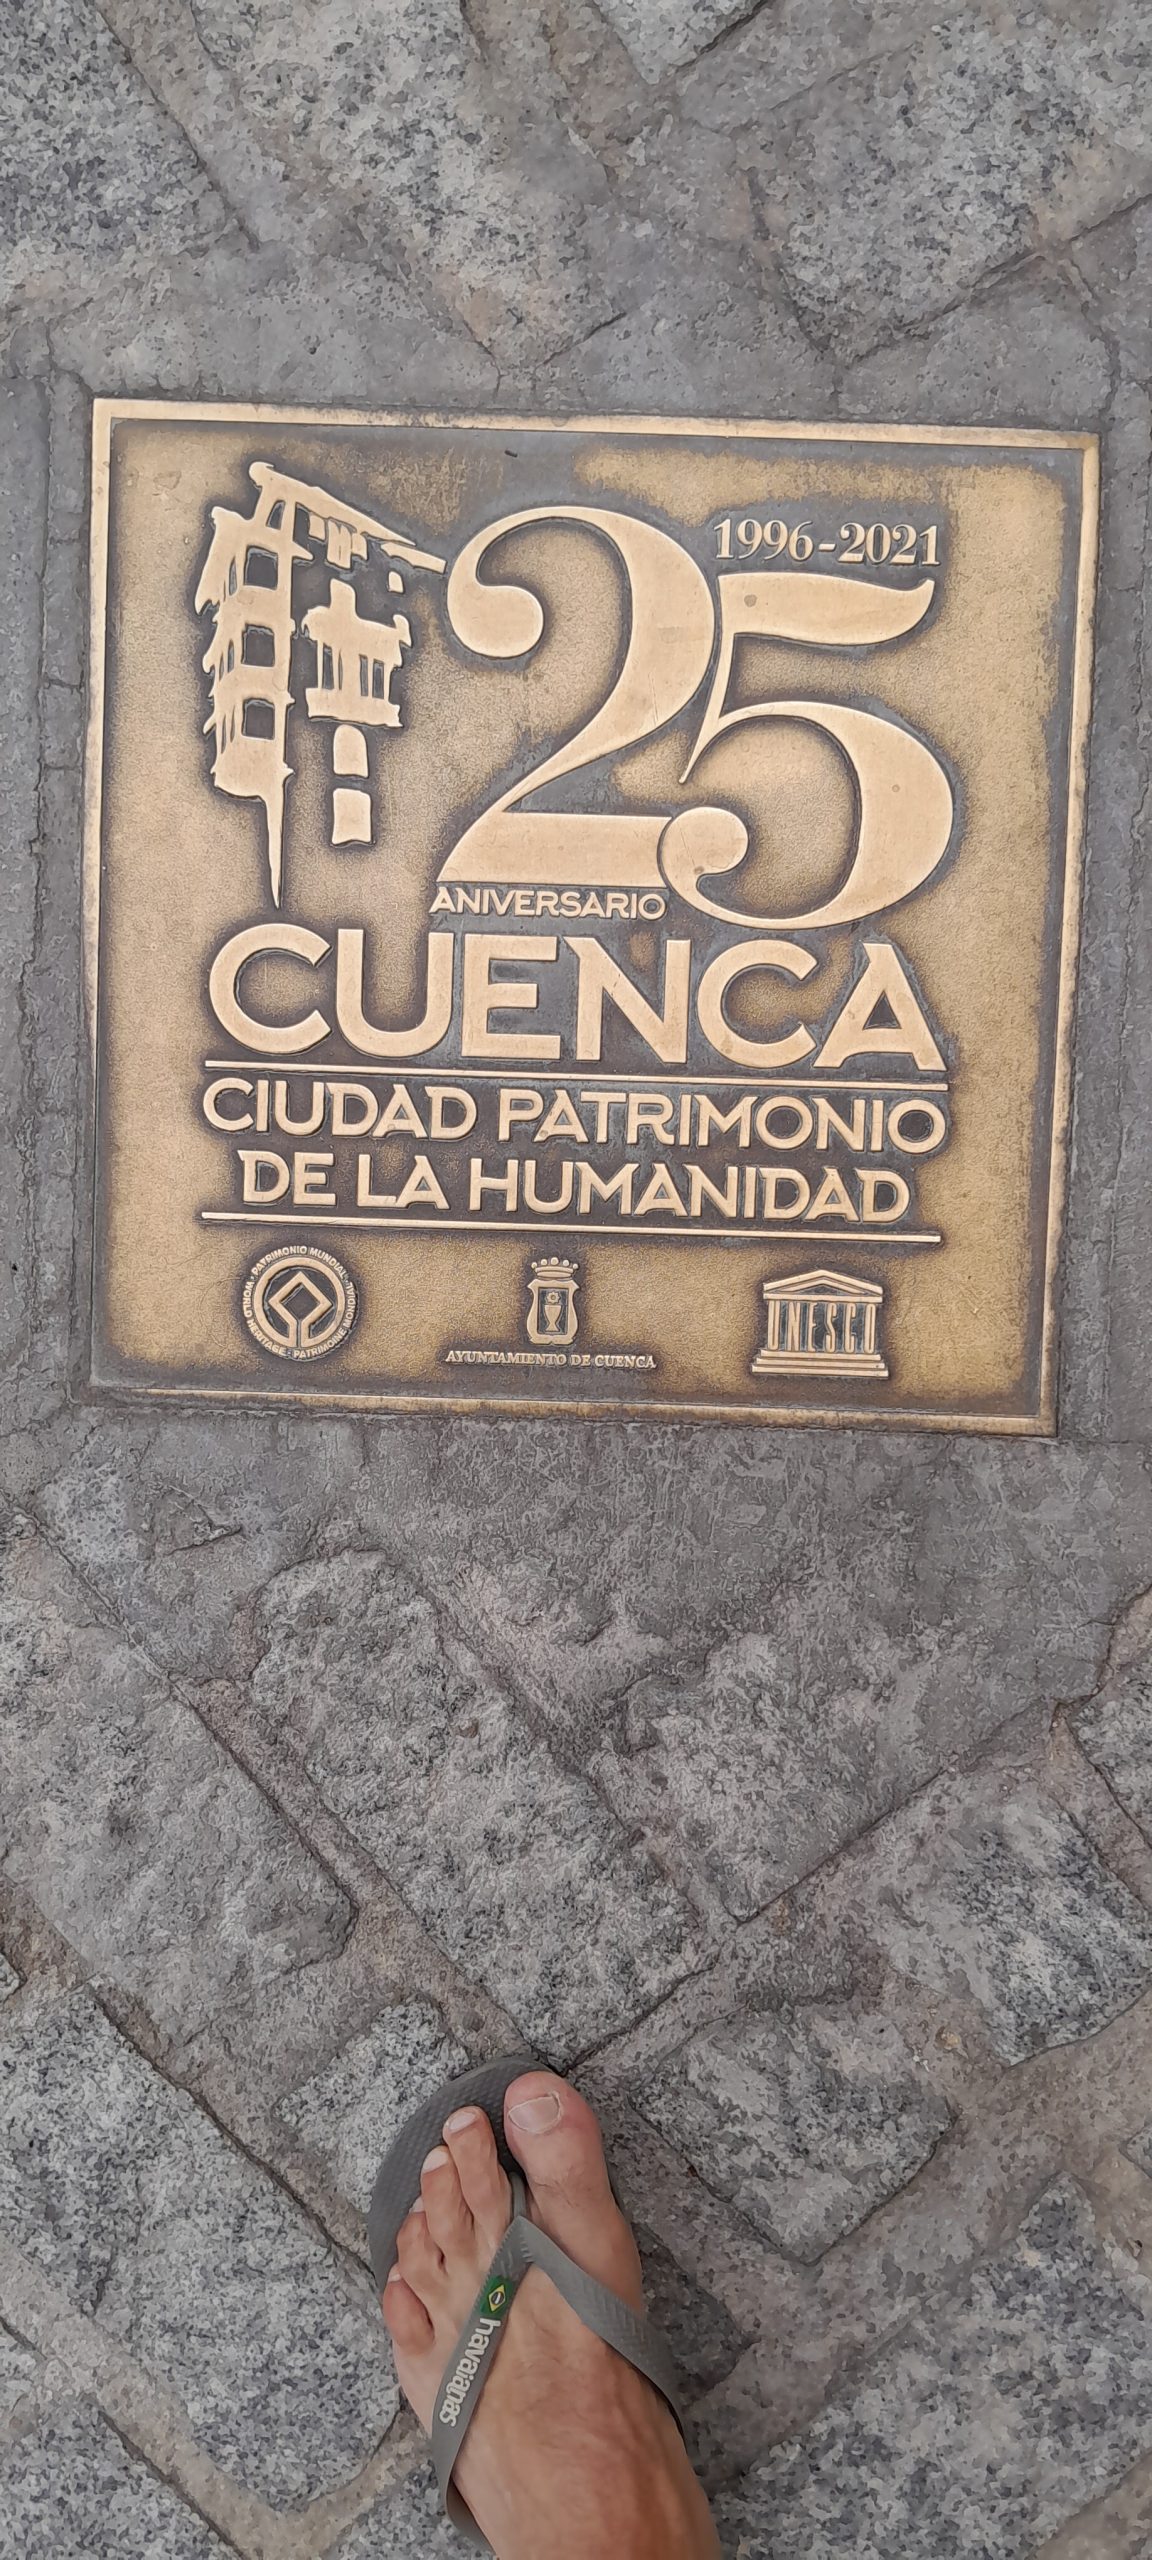 1996-2021
25
ANIVERSARIO
CUENCA
CIUDAD PATRIMONIO
DE LA HUMANIDAD
PATRIMONIO MUNDIAL · WORLD HERITAGE · PATRIMOINE MONDIAL ·
AYUNTAMIENTO DE CUENCA
UNESCO
havaianas